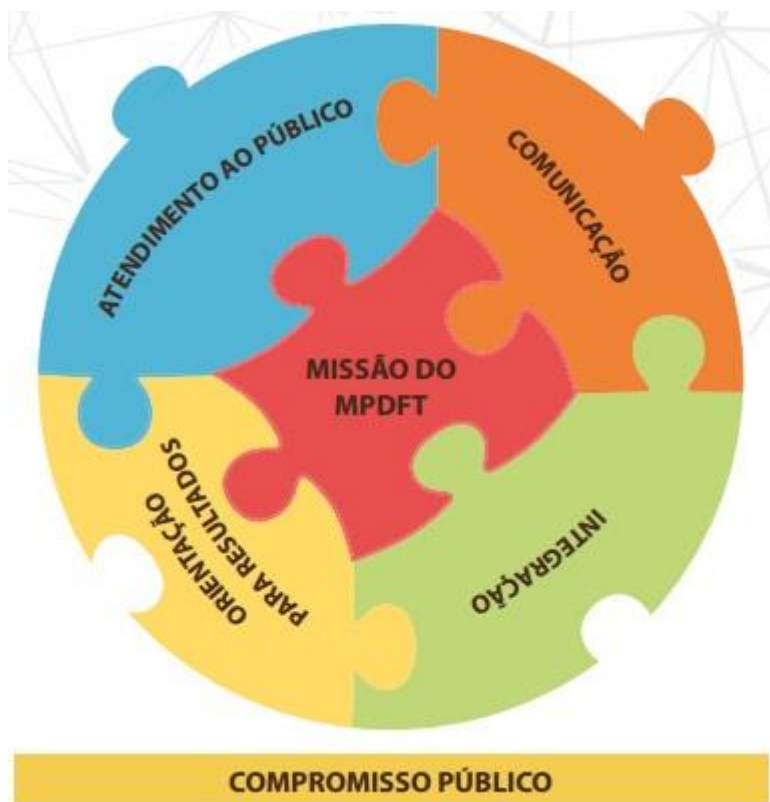 ATENDIMENTO AO PÚBLICO
COMUNICAÇÃO
MISSÃO DO
MPDFT
ORIENTAÇÃO
PARA RESULTADOS
INTEGRAÇÃO
COMPROMISSO PÚBLICO